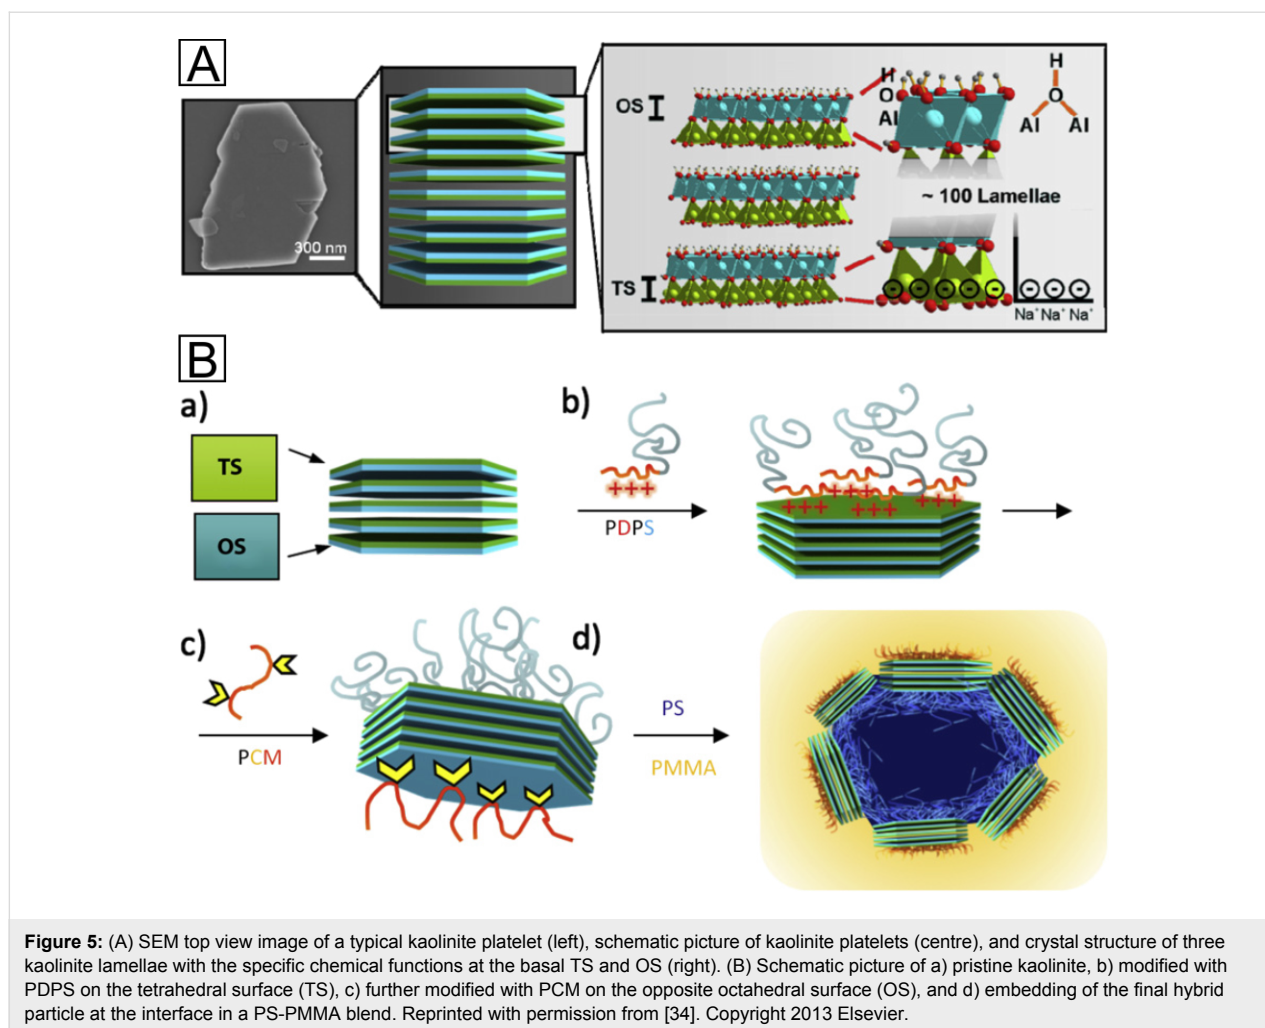 A
300 nm
OS
H
O
Al
H
O
Al Al
~ 100 Lamellae
TS
Na⁺ Na⁺ Na⁺
B
a)
TS
OS
b)
+++
PDPS
+++ +++ +++ +++
c)
PCM
d)
PS
PMMA
Figure 5: (A) SEM top view image of a typical kaolinite platelet (left), schematic picture of kaolinite platelets (centre), and crystal structure of three
kaolinite lamellae with the specific chemical functions at the basal TS and OS (right). (B) Schematic picture of a) pristine kaolinite, b) modified with
PDPS on the tetrahedral surface (TS), c) further modified with PCM on the opposite octahedral surface (OS), and d) embedding of the final hybrid
particle at the interface in a PS-PMMA blend. Reprinted with permission from [34]. Copyright 2013 Elsevier.